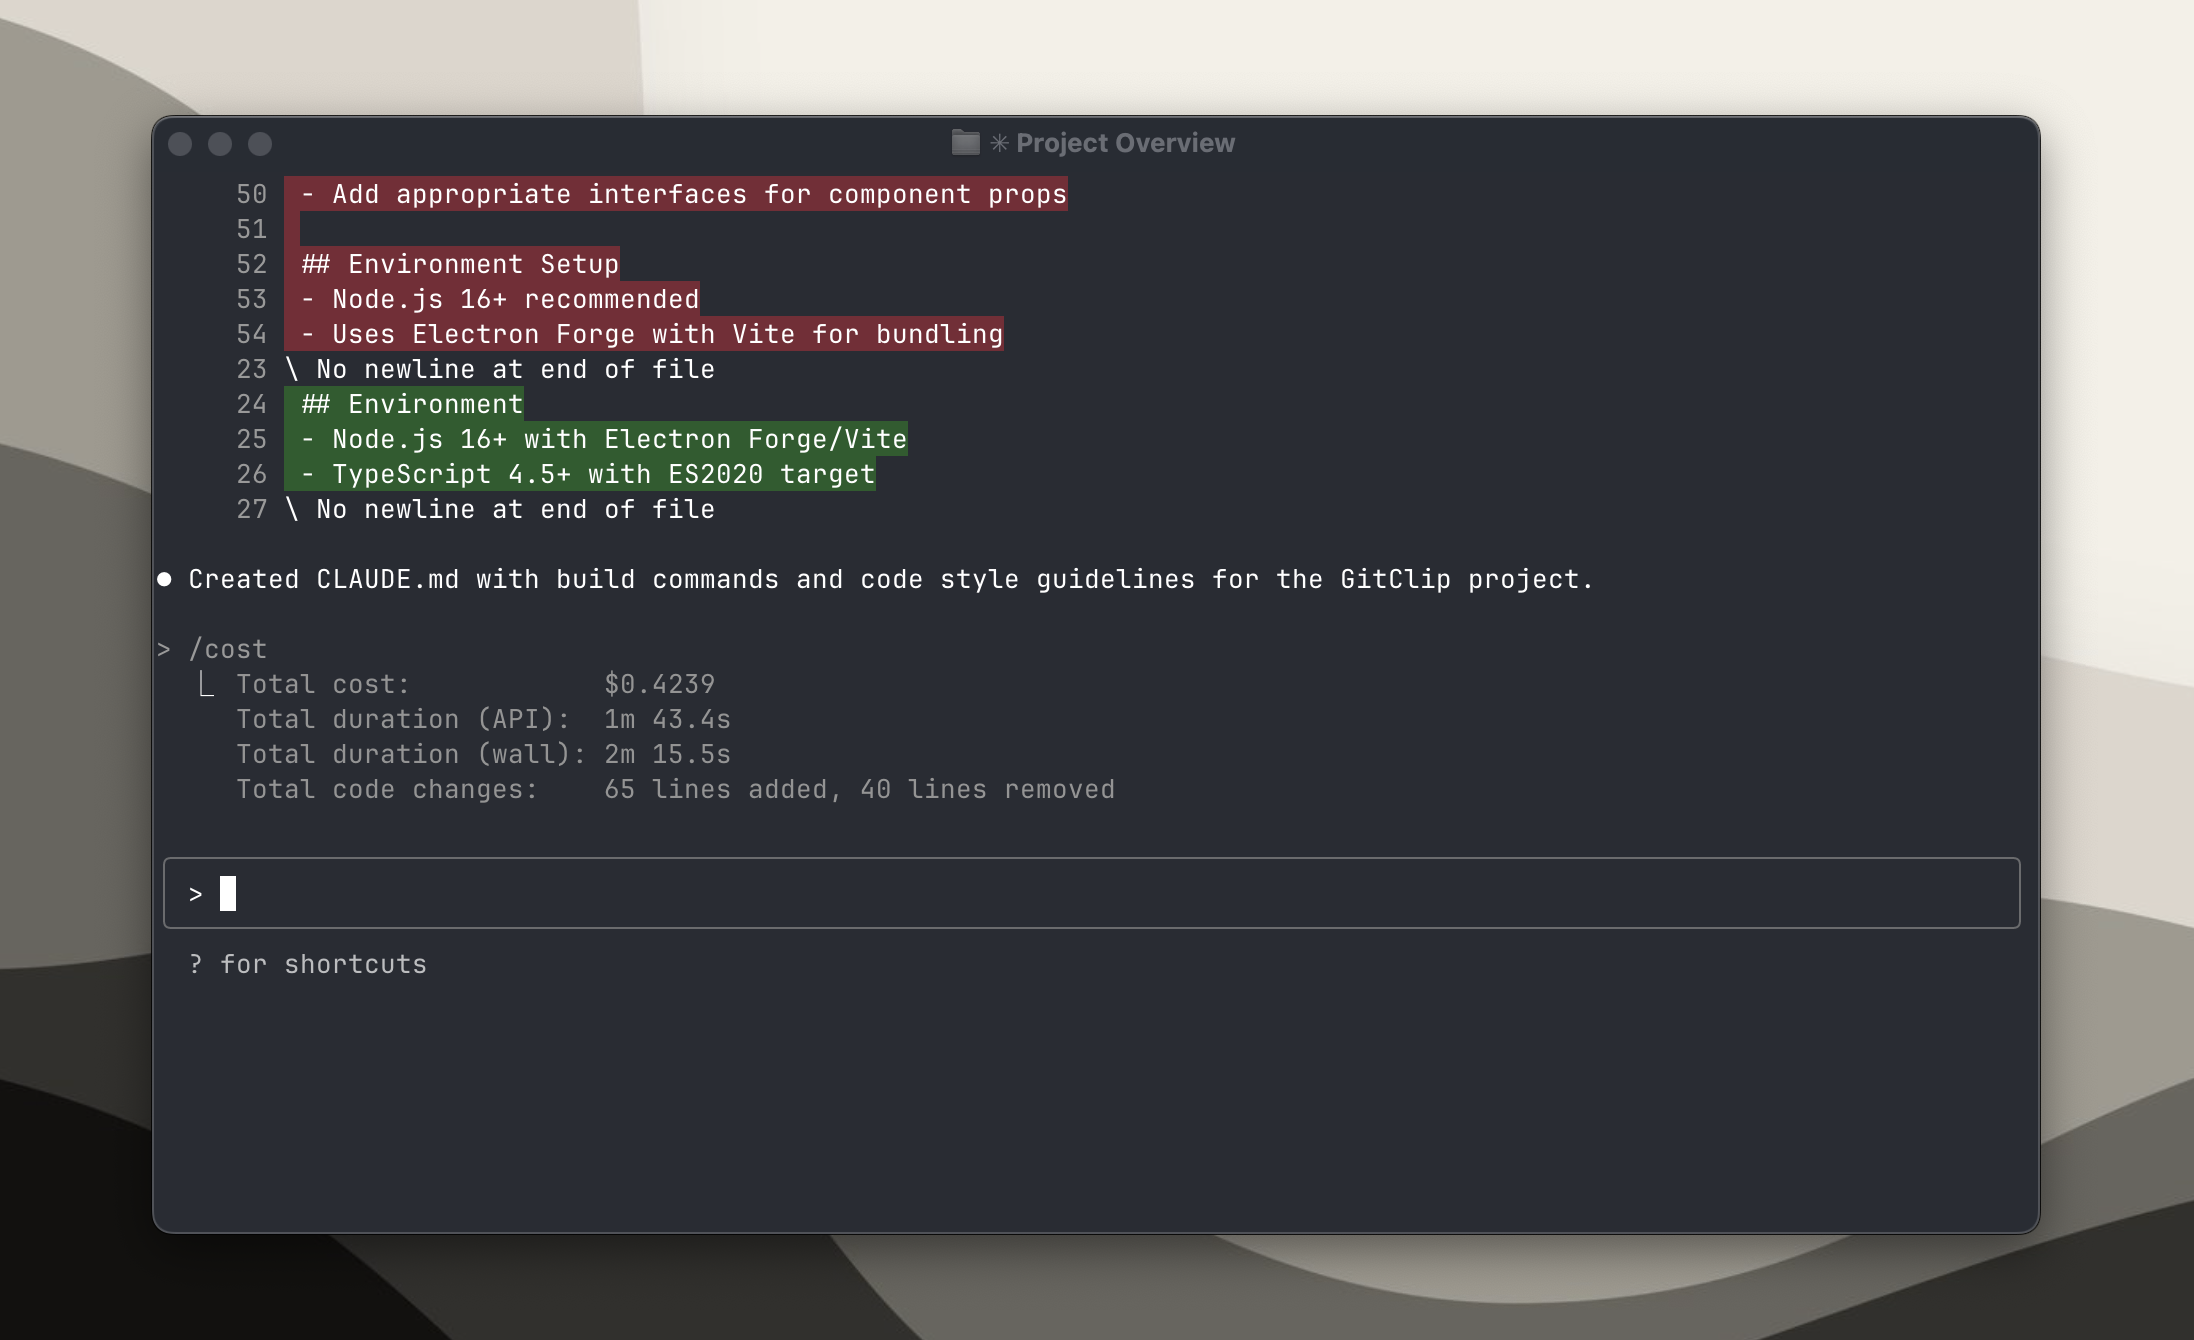 ✳ Project Overview
50 - Add appropriate interfaces for component props
51
52 ## Environment Setup
53 - Node.js 16+ recommended
54 - Uses Electron Forge with Vite for bundling
23 \ No newline at end of file
24 ## Environment
25 - Node.js 16+ with Electron Forge/Vite
26 - TypeScript 4.5+ with ES2020 target
27 \ No newline at end of file
● Created CLAUDE.md with build commands and code style guidelines for the GitClip project.
> /cost
⎿ Total cost: $0.4239
Total duration (API): 1m 43.4s
Total duration (wall): 2m 15.5s
Total code changes: 65 lines added, 40 lines removed
>
? for shortcuts